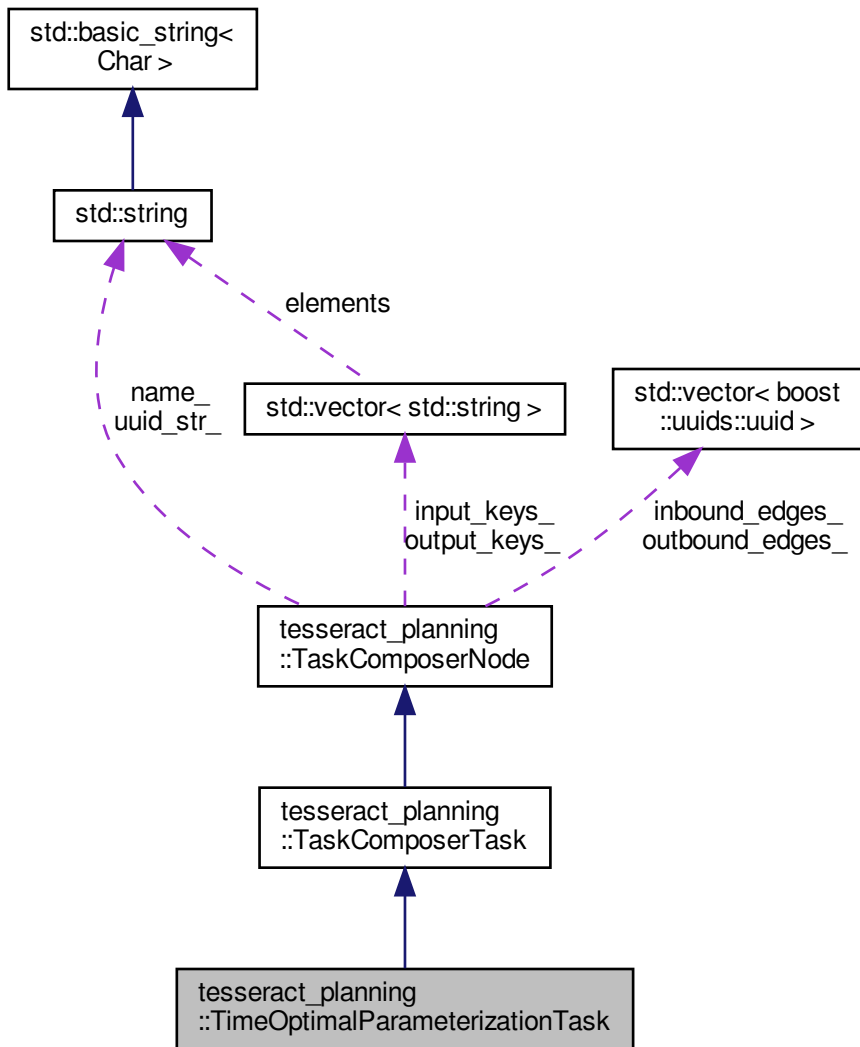 std::basic_string<
Char >
std::string
elements
name_
uuid_str_
std::vector< std::string >
std::vector< boost
::uuids::uuid >
input_keys_
output_keys_
inbound_edges_
outbound_edges_
tesseract_planning
::TaskComposerNode
tesseract_planning
::TaskComposerTask
tesseract_planning
::TimeOptimalParameterizationTask